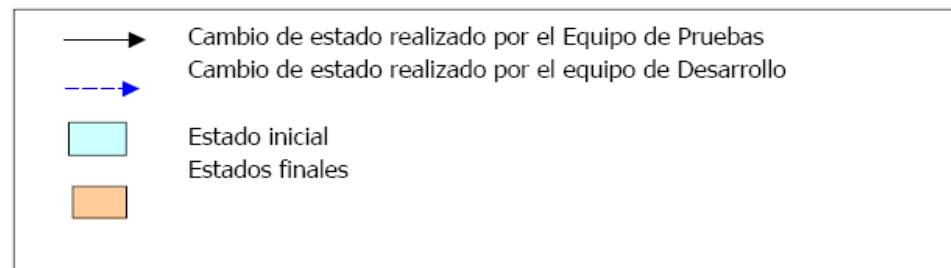 Cambio de estado realizado por el Equipo de Pruebas
Cambio de estado realizado por el equipo de Desarrollo
Estado inicial
Estados finales